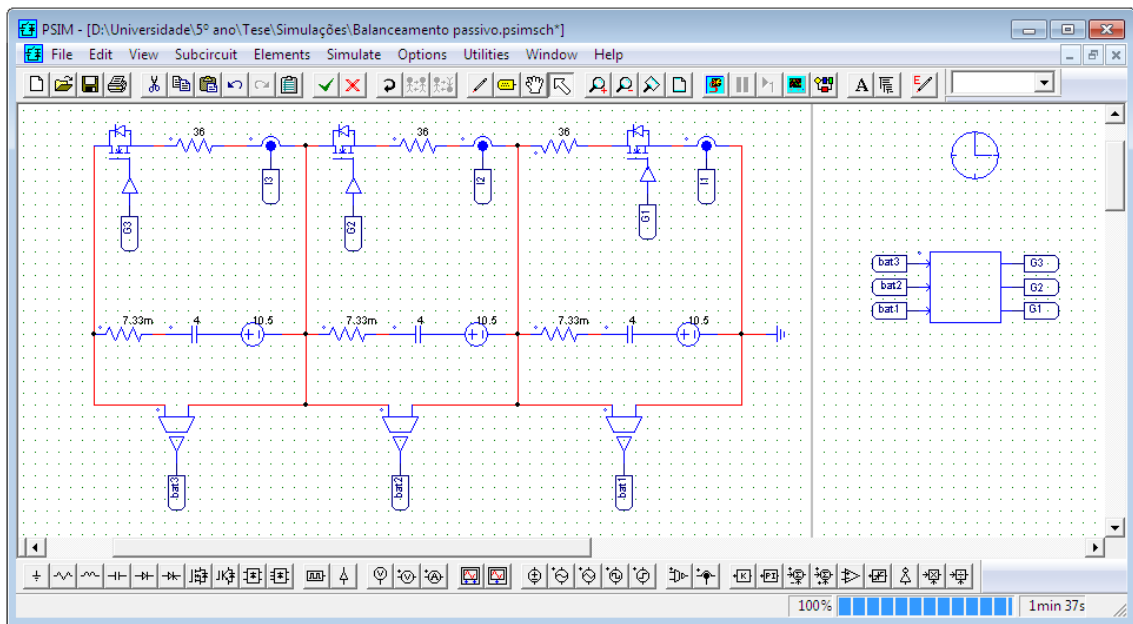 PSIM - [D:\Universidade\5º ano\Tese\Simulações\Balanceamento passivo.psimsch*]
File Edit View Subcircuit Elements Simulate Options Utilities Window Help
A
36 36 36
I3 I2 I1
G3 G2 G1
bat3 G3
bat2 G2
bat1 G1
7.33m 4 10.5 7.33m 4 10.5 7.33m 4 10.5
bat3 bat2 bat1
V V A K PI
100% 1min 37s